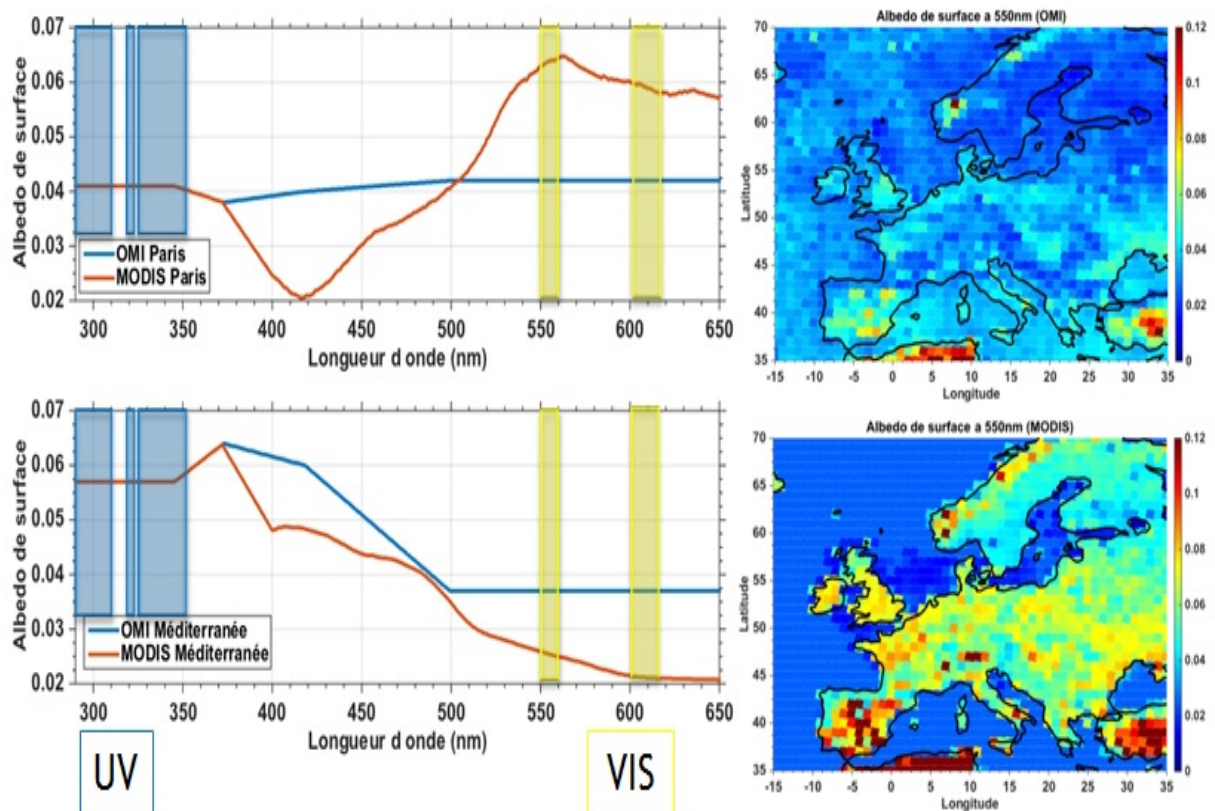 Albedo de surface
0.07
0.06
0.05
0.04
0.03
0.02
OMI Paris
MODIS Paris
300 350 400 450 500 550 600 650
Longueur d onde (nm)
Albedo de surface a 550nm (OMI)
Latitude
70
65
60
55
50
45
40
35
-15 -10 -5 0 5 10 15 20 25 30 35
Longitude
0.12
0.1
0.08
0.06
0.04
0.02
0
Albedo de surface
0.07
0.06
0.05
0.04
0.03
0.02
OMI Méditerranée
MODIS Méditerranée
300 350 400 450 500 550 600 650
Longueur d onde (nm)
UV
VIS
Albedo de surface a 550nm (MODIS)
Latitude
70
65
60
55
50
45
40
35
-15 -10 -5 0 5 10 15 20 25 30 35
Longitude
0.12
0.1
0.08
0.06
0.04
0.02
0